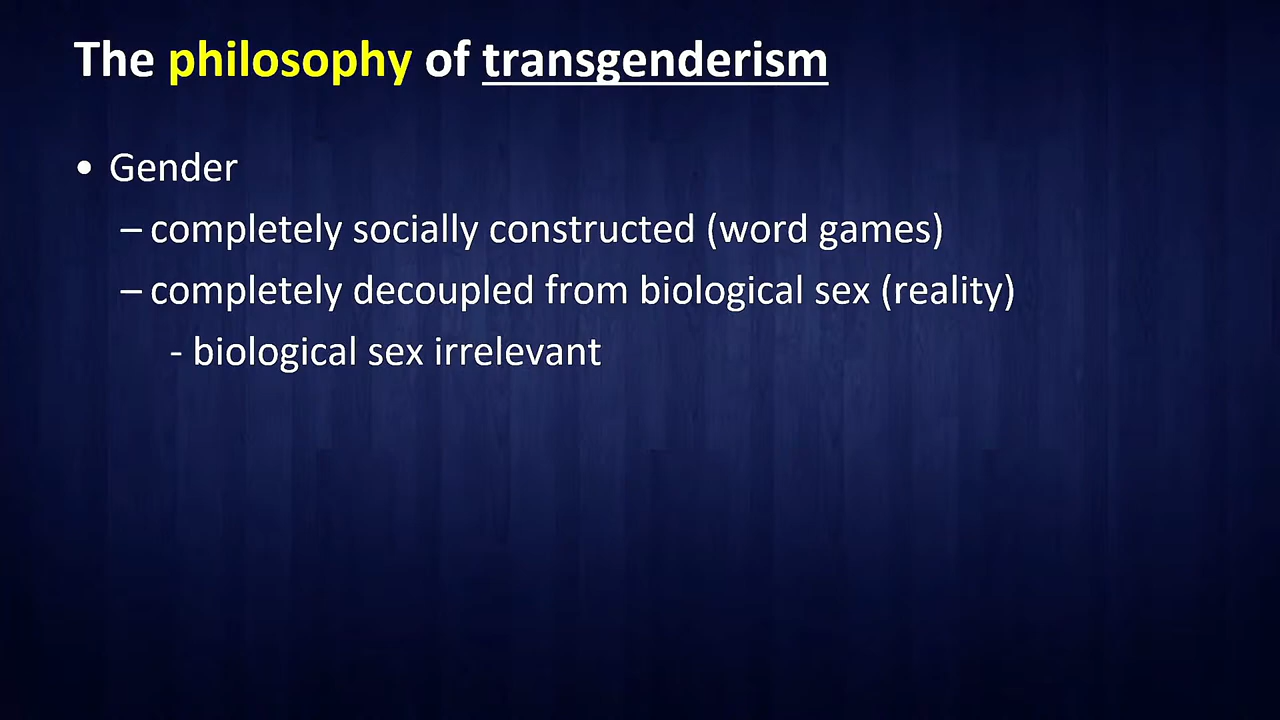 The philosophy of transgenderism
• Gender
– completely socially constructed (word games)
– completely decoupled from biological sex (reality)
- biological sex irrelevant